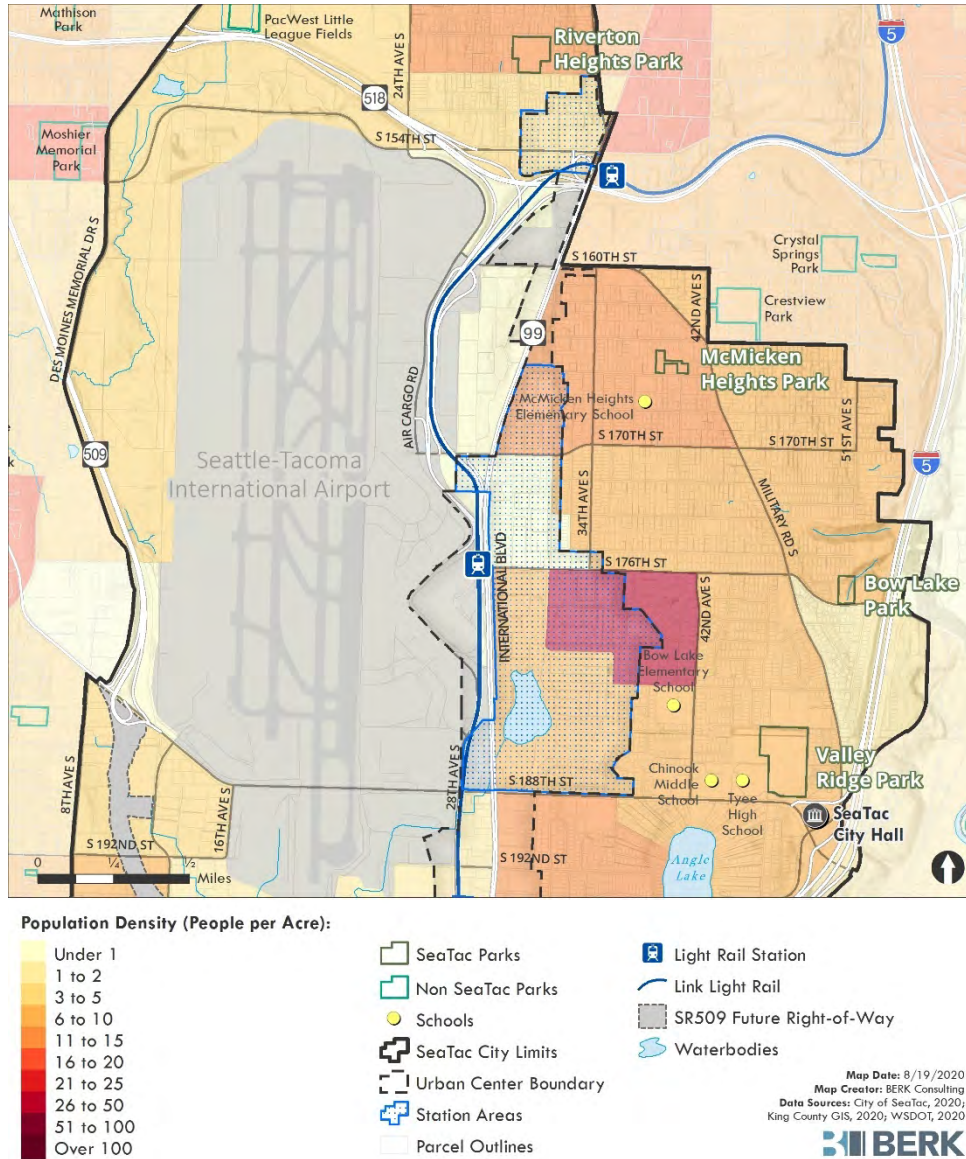 Mathison
Park
PacWest Little
League Fields
24TH AVE S
Riverton
Heights Park
5
518
S 154TH ST
Moshier
Memorial
Park
DES MOINES MEMORIAL DR S
S 160TH ST
Crystal
Springs
Park
42ND AVE S
Crestview
Park
99
AIR CARGO RD
McMicken
Heights Park
McMicken Heights
Elementary School
S 170TH ST
S 170TH ST
51ST AVE S
509
Seattle-Tacoma
International Airport
34TH AVE S
MILITARY RD S
5
INTERNATIONAL BLVD
S 176TH ST
Bow Lake
Park
42ND AVE S
Bow Lake
Elementary
School
28TH AVE S
8TH AVE S
16TH AVE S
S 188TH ST
Chinook
Middle
School
Tyee
High
School
Valley
Ridge Park
SeaTac
City Hall
S 192ND ST
S 192ND ST
Angle
Lake
0 ¼ ½
Miles
Population Density (People per Acre):
Under 1
1 to 2
3 to 5
6 to 10
11 to 15
16 to 20
21 to 25
26 to 50
51 to 100
Over 100
SeaTac Parks
Non SeaTac Parks
Schools
SeaTac City Limits
Urban Center Boundary
Station Areas
Parcel Outlines
Light Rail Station
Link Light Rail
SR509 Future Right-of-Way
Waterbodies
Map Date: 8/19/2020
Map Creator: BERK Consulting
Data Sources: City of SeaTac, 2020;
King County GIS, 2020; WSDOT, 2020
BERK